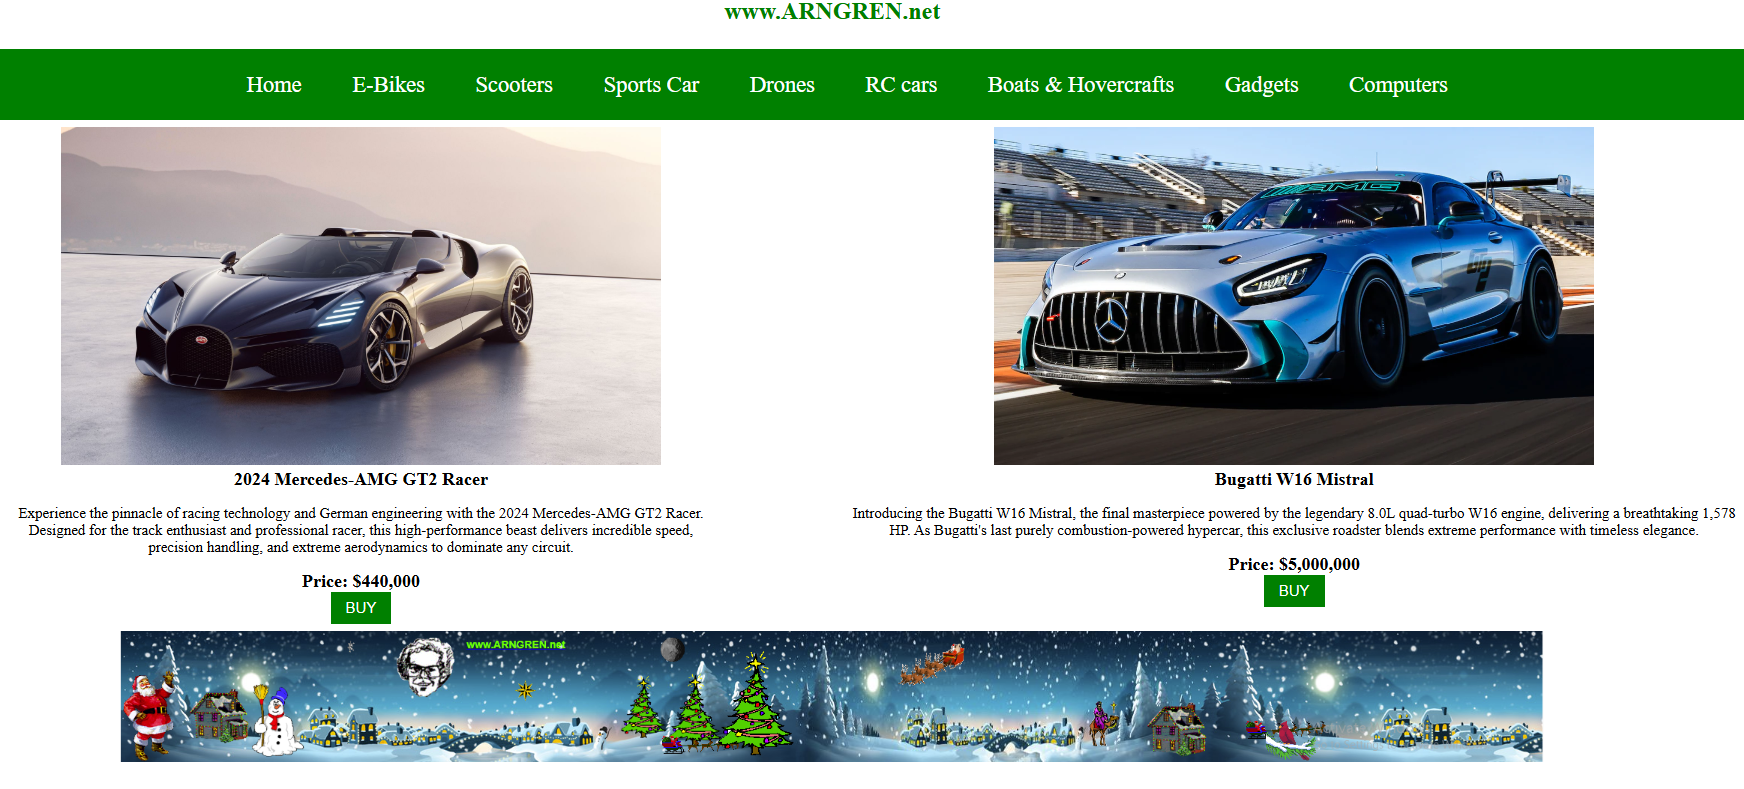 www.ARNGREN.net
Home E-Bikes Scooters Sports Car Drones RC cars Boats & Hovercrafts Gadgets Computers
AMG
2024 Mercedes-AMG GT2 Racer
Experience the pinnacle of racing technology and German engineering with the 2024 Mercedes-AMG GT2 Racer.
Designed for the track enthusiast and professional racer, this high-performance beast delivers incredible speed,
precision handling, and extreme aerodynamics to dominate any circuit.
Price: $440,000
BUY
Bugatti W16 Mistral
Introducing the Bugatti W16 Mistral, the final masterpiece powered by the legendary 8.0L quad-turbo W16 engine, delivering a breathtaking 1,578
HP. As Bugatti's last purely combustion-powered hypercar, this exclusive roadster blends extreme performance with timeless elegance.
Price: $5,000,000
BUY
www.ARNGREN.net